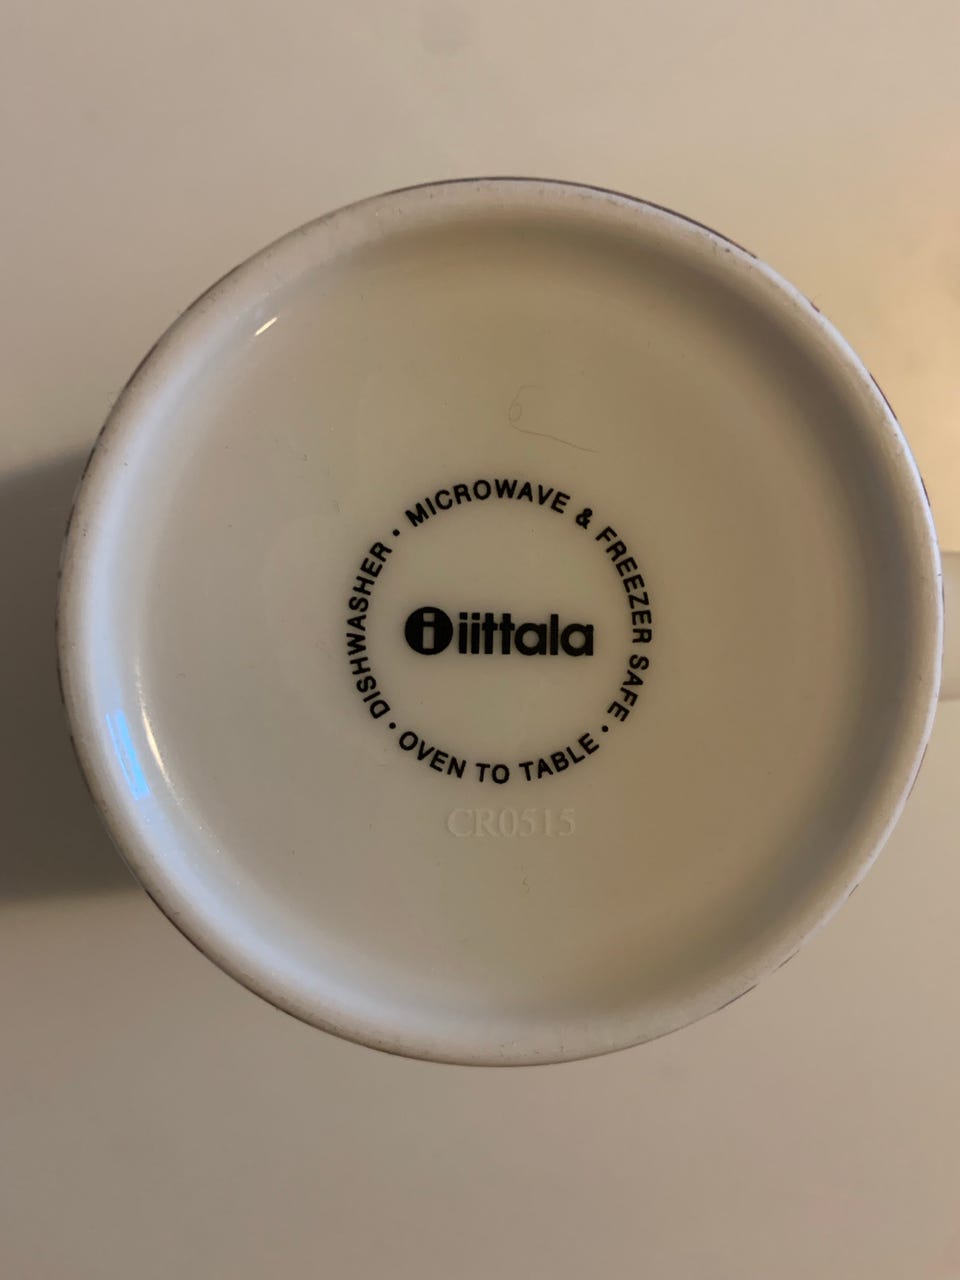 DISHWASHER • MICROWAVE & FREEZER SAFE •
i iittala
OVEN TO TABLE •
CR0515